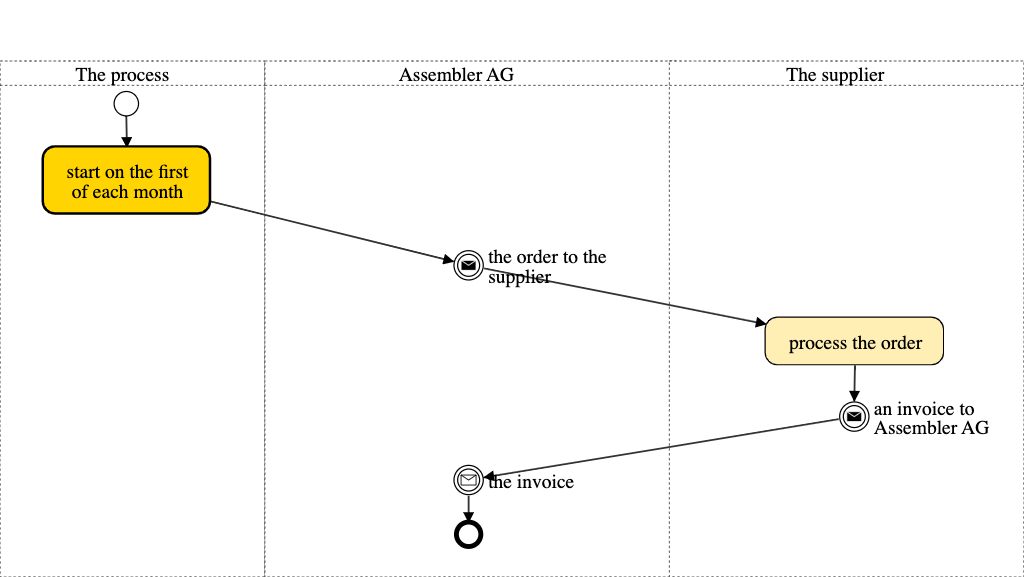 The process
Assembler AG
The supplier
start on the first
of each month
the order to the
supplier
process the order
an invoice to
Assembler AG
the invoice